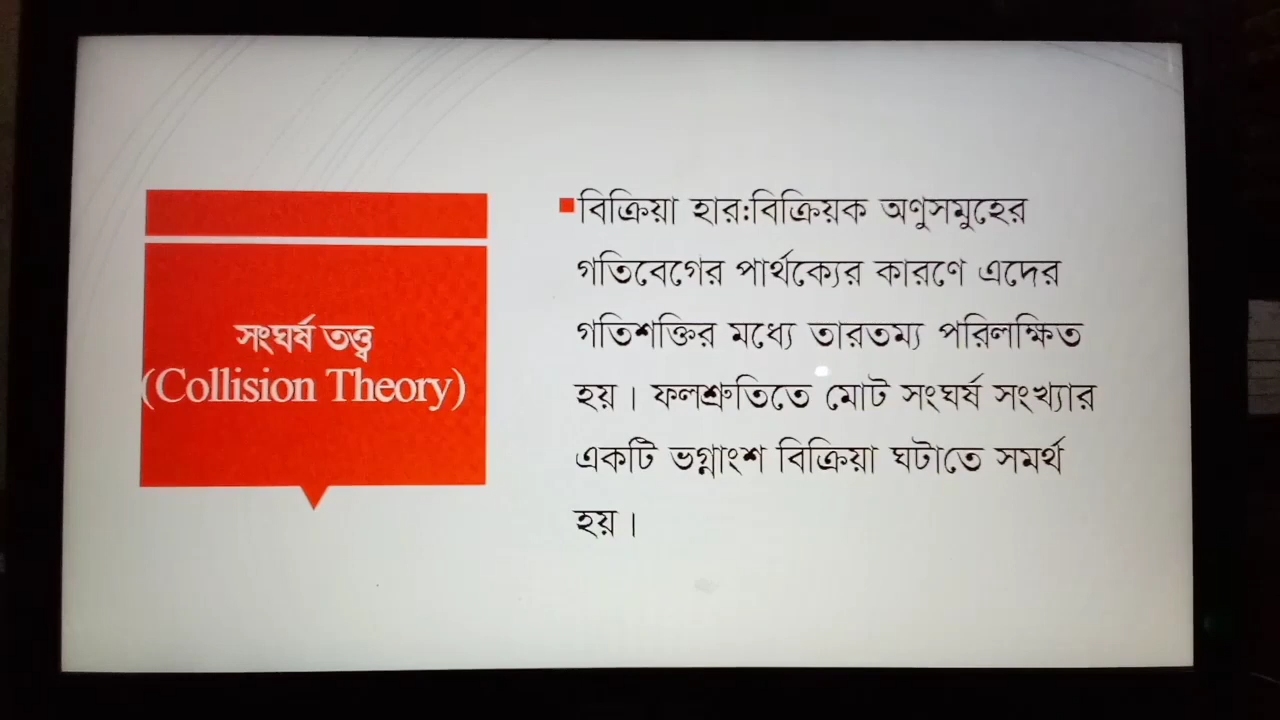 সংঘর্ষ তত্ত্ব
(Collision Theory)
বিক্রিয়া হার:বিক্রিয়ক অণুসমুহের
গতিবেগের পার্থক্যের কারণে এদের
গতিশক্তির মধ্যে তারতম্য পরিলক্ষিত
হয়। ফলশ্রুতিতে মোট সংঘর্ষ সংখ্যার
একটি ভগ্নাংশ বিক্রিয়া ঘটাতে সমর্থ
হয়।